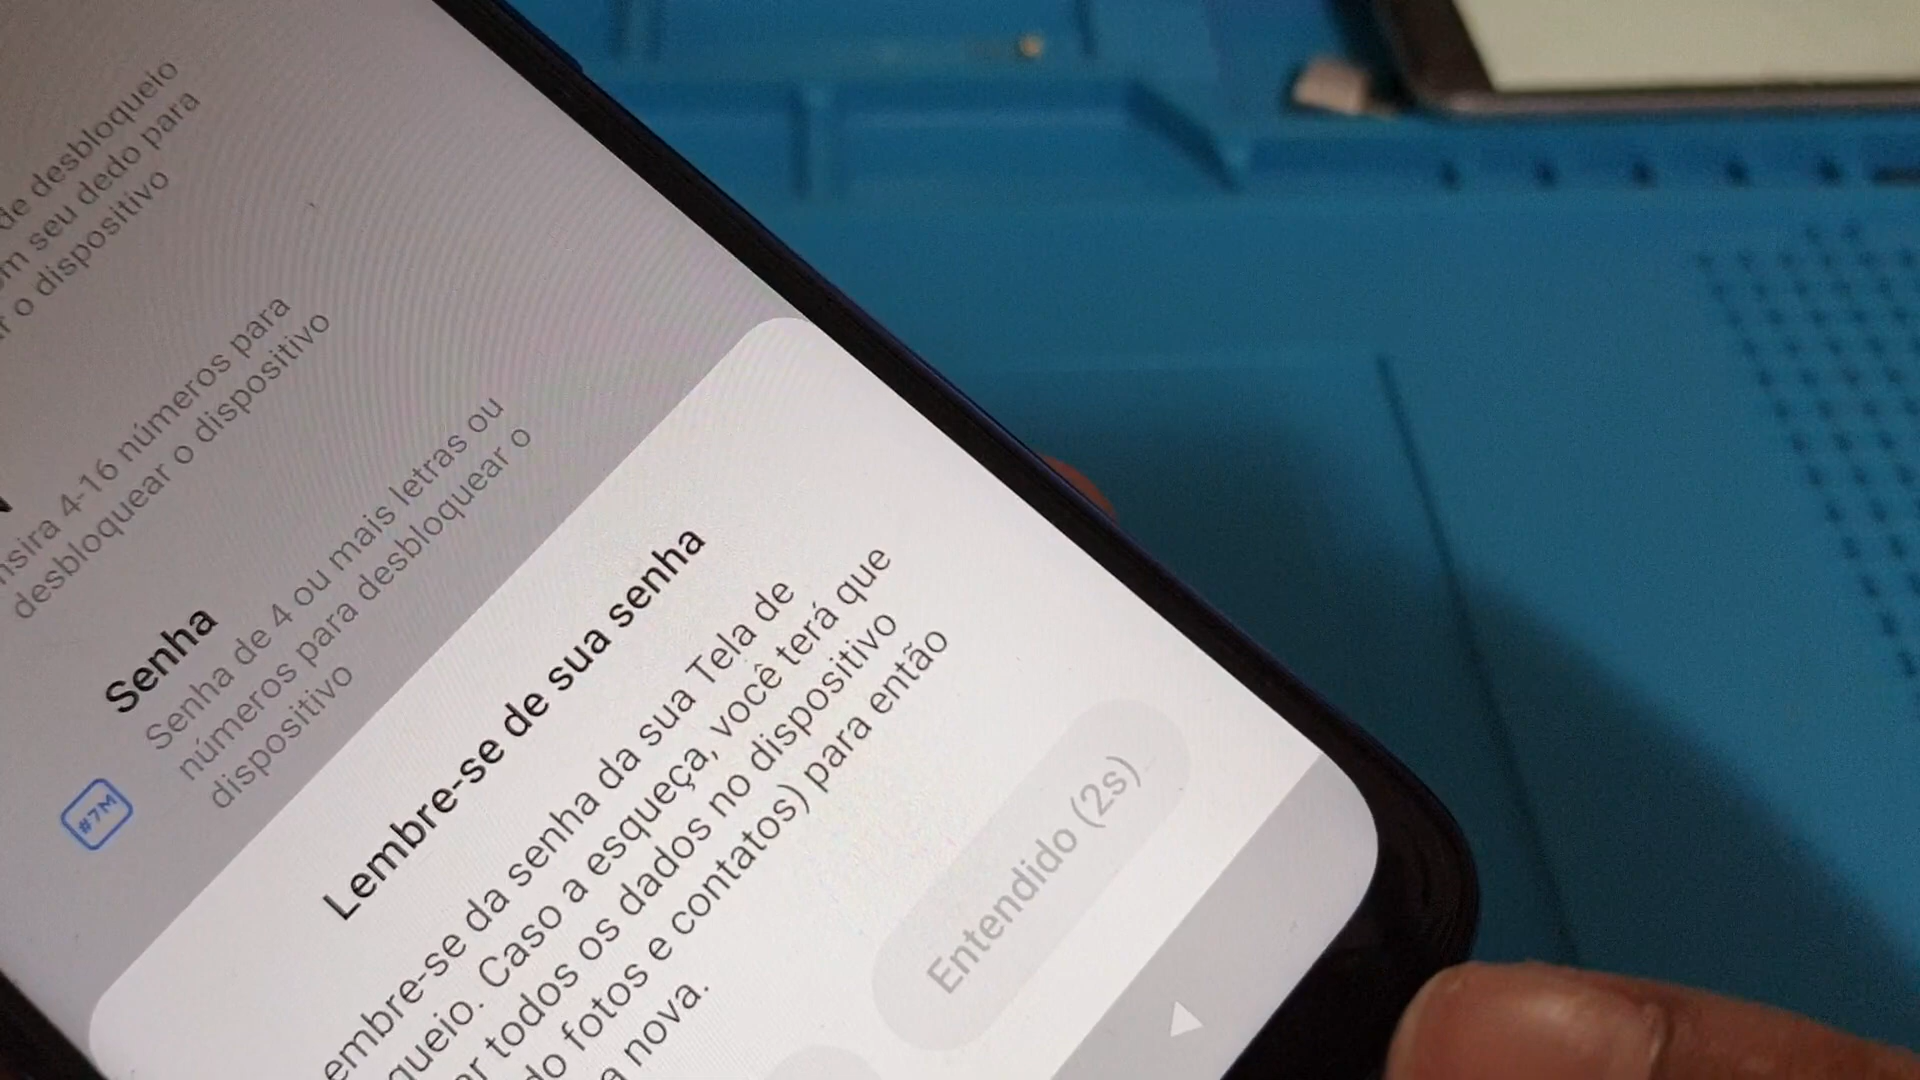 de desbloqueio
seu dedo para
o dispositivo
4-16 números para
desbloquear o dispositivo
Senha
Senha de 4 ou mais letras ou
números para desbloquear o
dispositivo
#7M
Lembre-se de sua senha
embre-se da senha da sua Tela de
queio. Caso a esqueça, você terá que
todos os dados no dispositivo
fotos e contatos) para então
nova.
Entendido (2s)